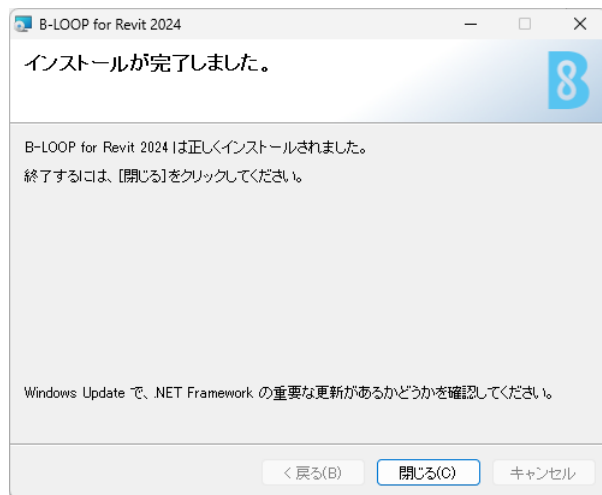 B-LOOP for Revit 2024
インストールが完了しました。
B-LOOP for Revit 2024 は正しくインストールされました。
終了するには、[閉じる]をクリックしてください。
Windows Update で、.NET Framework の重要な更新があるかどうかを確認してください。
< 戻る(B)
閉じる(C)
キャンセル